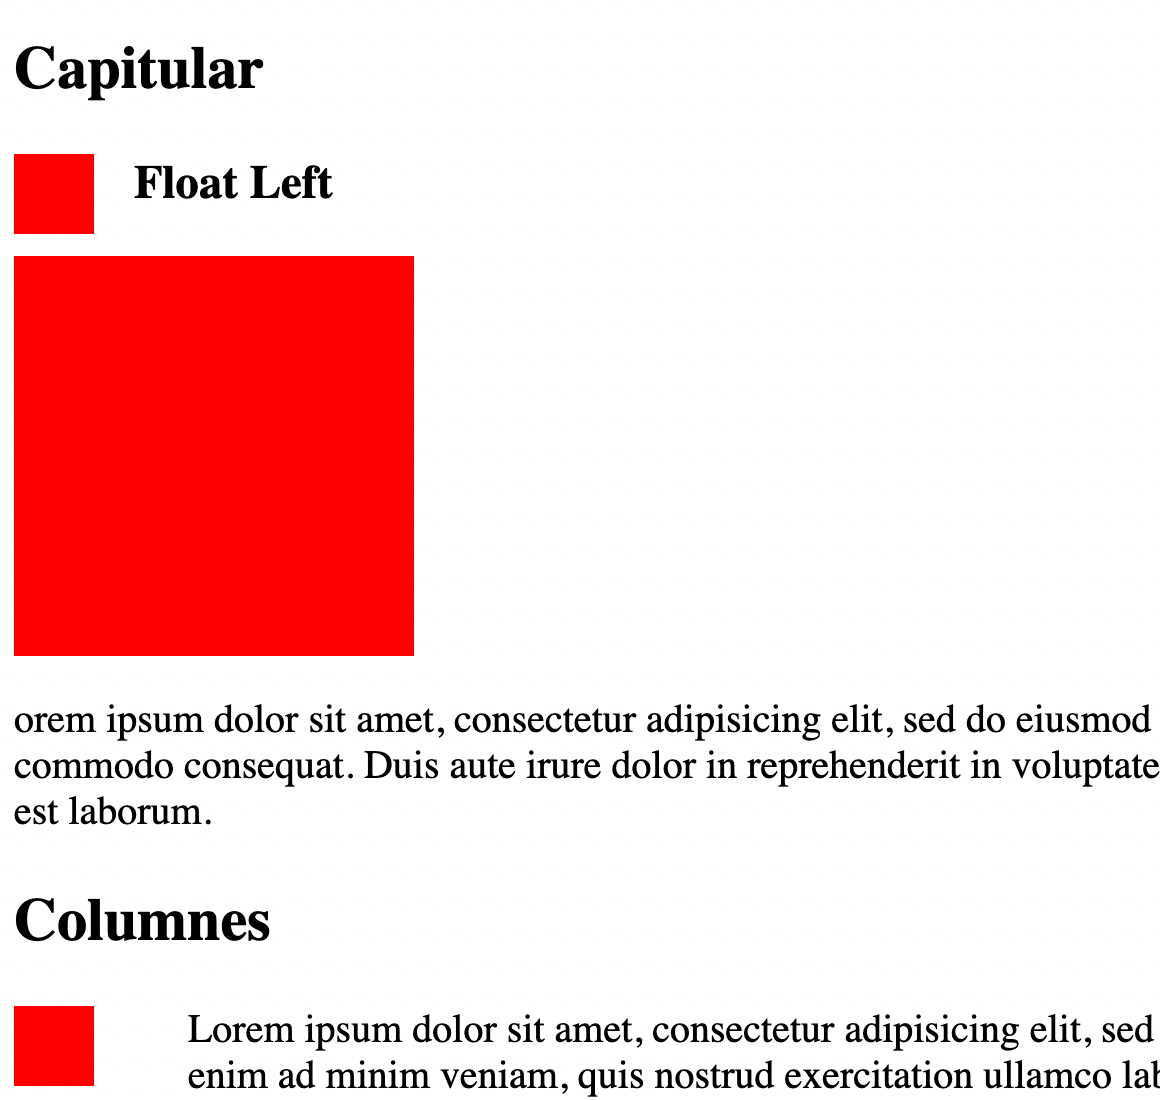 Capitular
Float Left
orem ipsum dolor sit amet, consectetur adipisicing elit, sed do eiusmod
commodo consequat. Duis aute irure dolor in reprehenderit in voluptate
est laborum.
Columnes
Lorem ipsum dolor sit amet, consectetur adipisicing elit, sed
enim ad minim veniam, quis nostrud exercitation ullamco